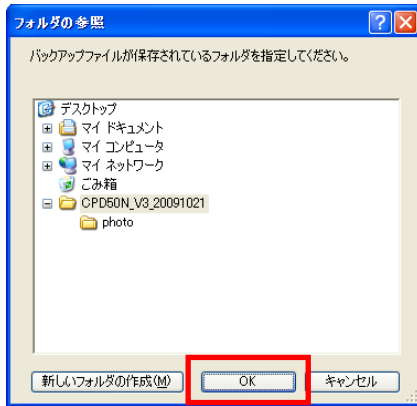 フォルダの参照
バックアップファイルが保存されているフォルダを指定してください。
デスクトップ
マイ ドキュメント
マイ コンピュータ
マイ ネットワーク
ごみ箱
CPD50N_V3_20091021
photo
新しいフォルダの作成(M) OK キャンセル